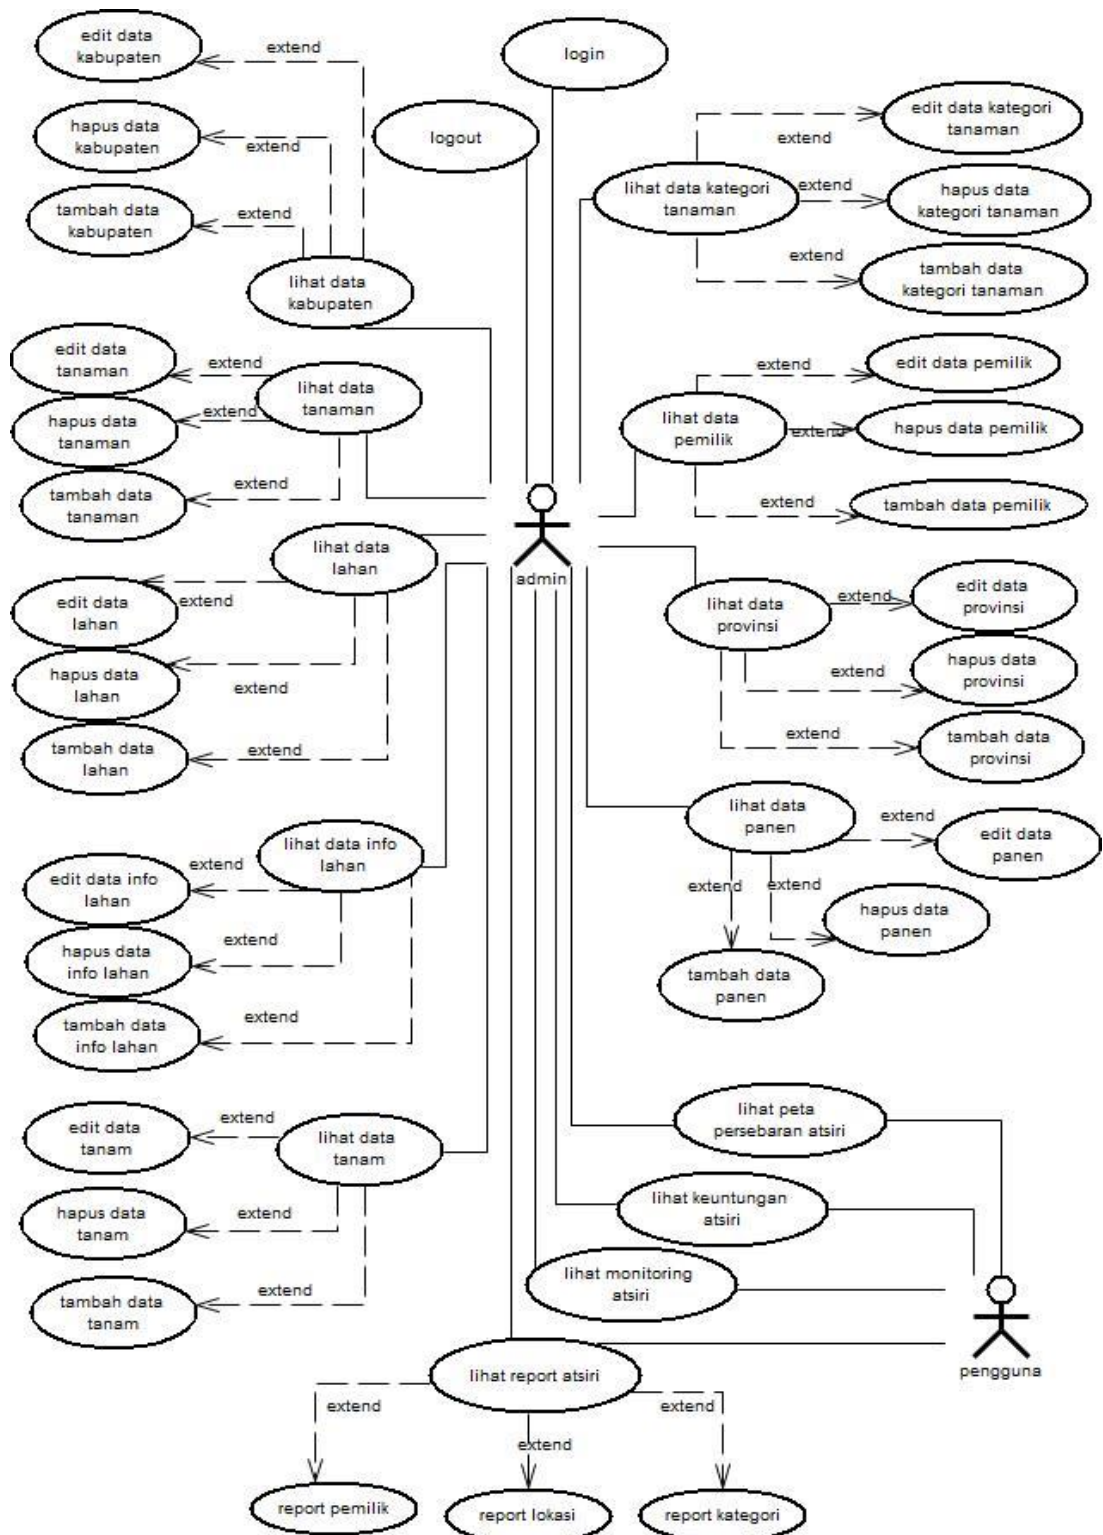 edit data
kabupaten
extend
login
hapus data
kabupaten
extend
logout
edit data kategori
tanaman
extend
tambah data
kabupaten
extend
lihat data kategori
tanaman
extend
hapus data
kategori tanaman
lihat data
kabupaten
extend
tambah data
kategori tanaman
edit data
tanaman
extend
lihat data
tanaman
hapus data
tanaman
extend
tambah data
tanaman
extend
extend
edit data pemilik
lihat data
pemilik
extend
hapus data pemilik
extend
tambah data pemilik
admin
lihat data
lahan
edit data
lahan
extend
hapus data
lahan
extend
tambah data
lahan
extend
lihat data
provinsi
extend
edit data
provinsi
extend
hapus data
provinsi
extend
tambah data
provinsi
lihat data info
lahan
edit data info
lahan
extend
hapus data
info lahan
extend
tambah data
info lahan
extend
lihat data
panen
extend
edit data
panen
extend
extend
hapus data
panen
tambah data
panen
edit data
tanam
extend
lihat data
tanam
hapus data
tanam
extend
tambah data
tanam
extend
lihat peta
persebaran atsiri
lihat keuntungan
atsiri
lihat monitoring
atsiri
pengguna
lihat report atsiri
extend
extend
extend
report pemilik
report lokasi
report kategori